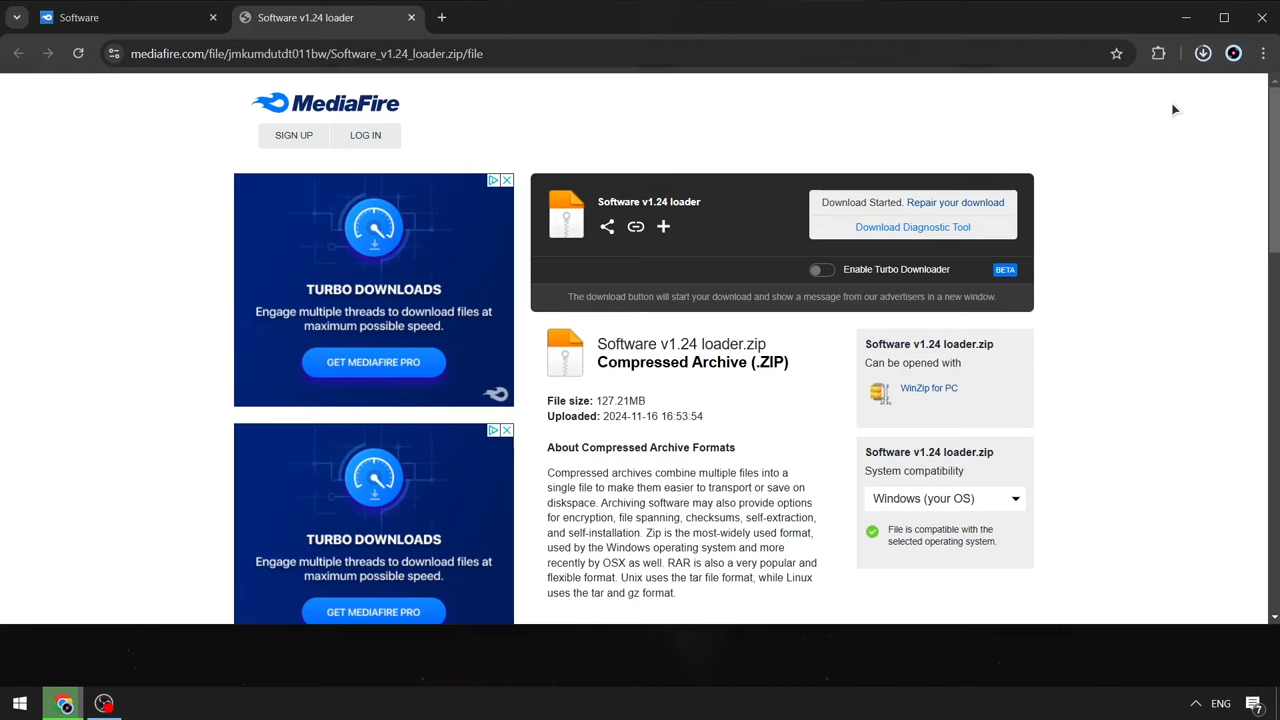 Software
Software v1.24 loader
mediafire.com/file/jmkumutdt011bw/Software_v1.24_loader.zip/file
MediaFire
SIGN UP
LOG IN
TURBO DOWNLOADS
Engage multiple threads to download files at
maximum possible speed.
GET MEDIAFIRE PRO
TURBO DOWNLOADS
Engage multiple threads to download files at
maximum possible speed.
GET MEDIAFIRE PRO
Software v1.24 loader
Download Started. Repair your download
Download Diagnostic Tool
Enable Turbo Downloader
BETA
The download button will start your download and show a message from our advertisers in a new window.
Software v1.24 loader.zip
Compressed Archive (.ZIP)
File size: 127.21MB
Uploaded: 2024-11-16 16:53:54
About Compressed Archive Formats
Compressed archives combine multiple files into a
single file to make them easier to transport or save on
diskspace. Archiving software may also provide options
for encryption, file spanning, checksums, self-extraction,
and self-installation. Zip is the most-widely used format,
used by the Windows operating system and more
recently by OSX as well. RAR is also a very popular and
flexible format. Unix uses the tar file format, while Linux
uses the tar and gz format.
Software v1.24 loader.zip
Can be opened with
WinZip for PC
Software v1.24 loader.zip
System compatibility
Windows (your OS)
File is compatible with the
selected operating system.
ENG
7